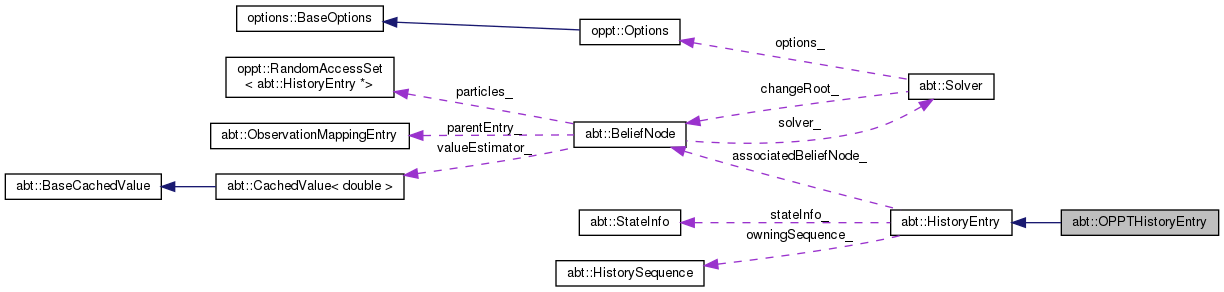 options::BaseOptions
oppt::Options
options_
oppt::RandomAccessSet
< abt::HistoryEntry *>
abt::Solver
changeRoot_
particles_
solver_
abt::ObservationMappingEntry
parentEntry_
abt::BeliefNode
valueEstimator_
associatedBeliefNode_
abt::BaseCachedValue
abt::CachedValue< double >
abt::StateInfo
stateInfo_
abt::HistoryEntry
abt::OPPTHistoryEntry
owningSequence_
abt::HistorySequence